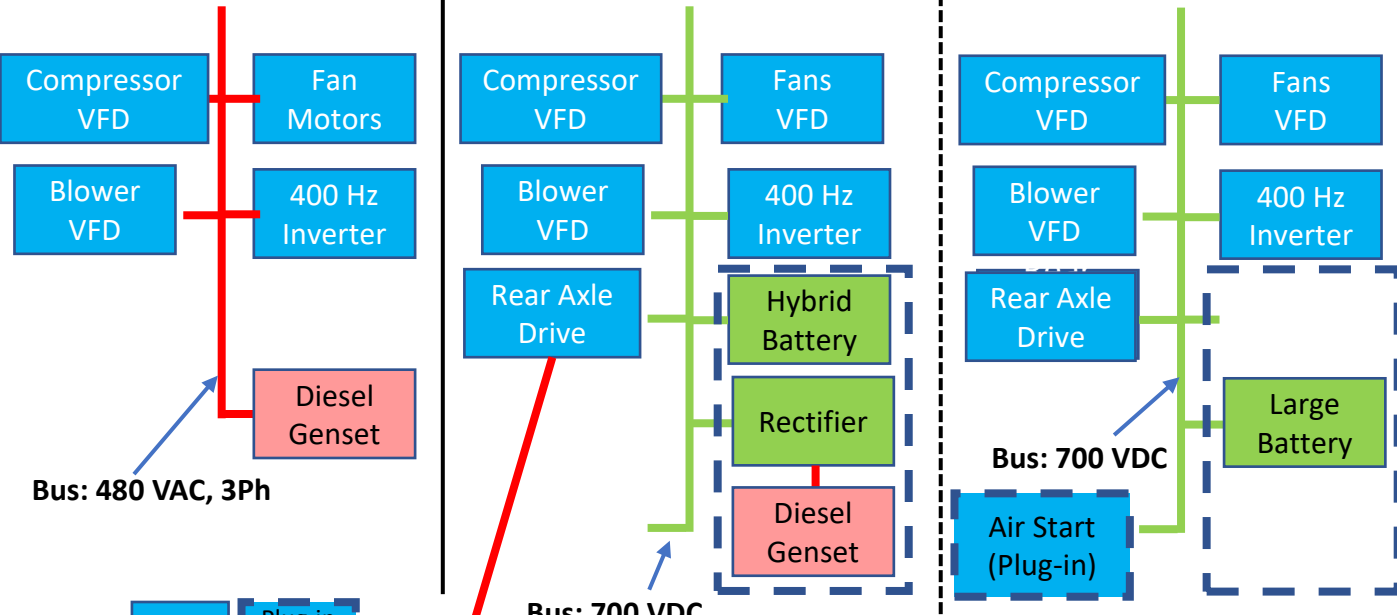 Compressor
VFD
Fan
Motors
Blower
VFD
400 Hz
Inverter
Diesel
Genset
Bus: 480 VAC, 3Ph
Plug-in
Compressor
VFD
Fans
VFD
Blower
VFD
400 Hz
Inverter
Rear Axle
Drive
Hybrid
Battery
Rectifier
Diesel
Genset
Bus: 700 VDC
Compressor
VFD
Fans
VFD
Blower
VFD
400 Hz
Inverter
Rear Axle
Drive
Large
Battery
Bus: 700 VDC
Air Start
(Plug-in)